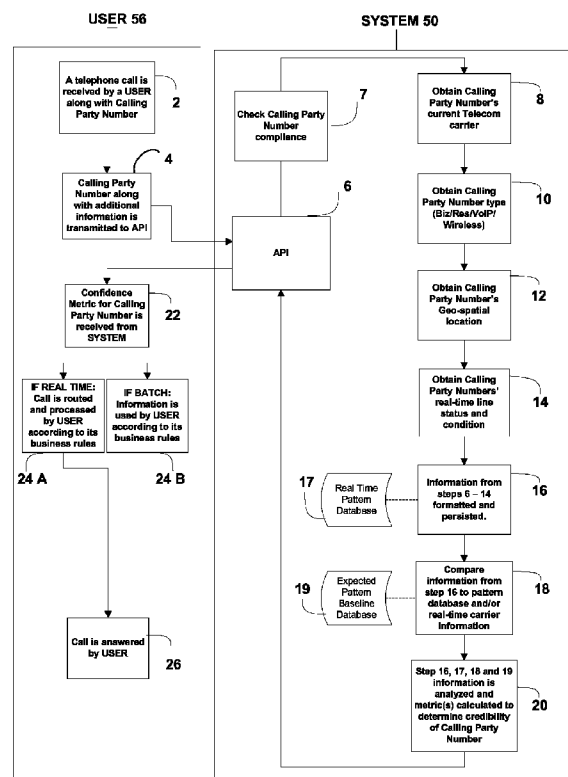 USER 56
SYSTEM 50
A telephone call is
received by a USER
along with Calling
Party Number
2
4
Calling Party
Number along
with additional
information is
transmitted to API
Confidence
Metric for Calling
Party Number is
received from
SYSTEM
22
IF REAL TIME:
Call is routed
and processed
by USER
according to its
business rules
24 A
IF BATCH:
Information is
used by USER
according to its
business rules
24 B
Call is answered
by USER
26
7
Check Calling Party
Number
compliance
6
API
Obtain Calling
Party Number's
current Telecom
carrier
8
Obtain Calling
Party Number type
(Biz/Res/VoIP/
Wireless)
10
Obtain Calling
Party Number's
Geo-spatial
location
12
Obtain Calling
Party Numbers'
real-time line
status and
condition
14
17
Real Time
Pattern
Database
Information from
steps 6 – 14
formatted and
persisted.
16
19
Expected
Pattern
Baseline
Database
Compare
information from
step 16 to pattern
database and/or
real-time carrier
Information
18
Step 16, 17, 18 and 19
information is
analyzed and
metric(s) calculated to
determine credibility of
Calling Party
Number
20